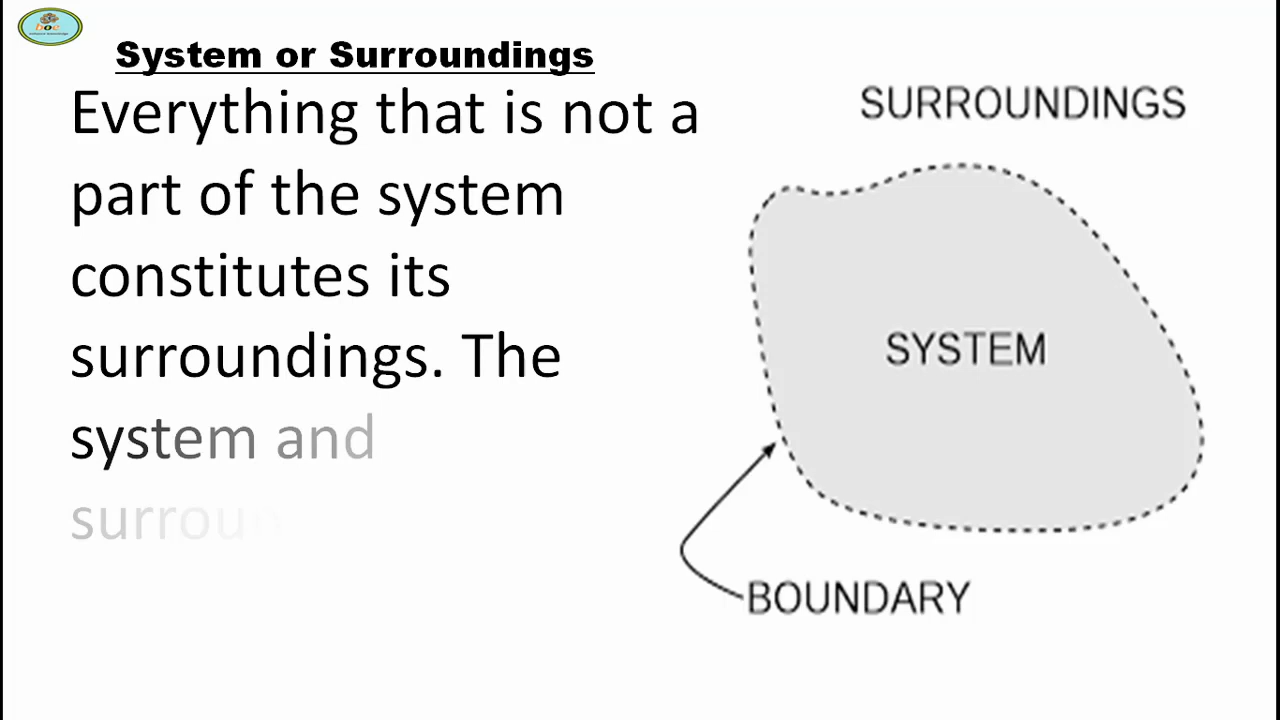 System or Surroundings
Everything that is not a
part of the system
constitutes its
surroundings. The
system and
SURROUNDINGS
SYSTEM
BOUNDARY